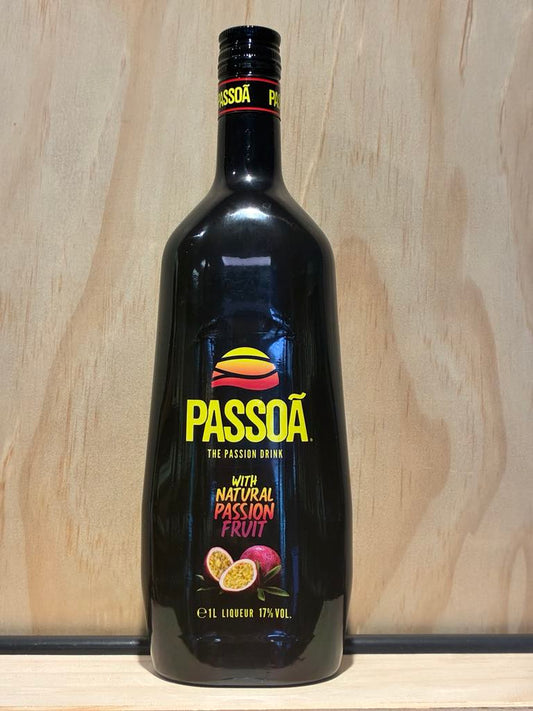 PASSOÃ
PASSOÃ®
THE PASSION DRINK
WITH
NATURAL
PASSION
FRUIT
℮1L LIQUEUR 17%VOL.